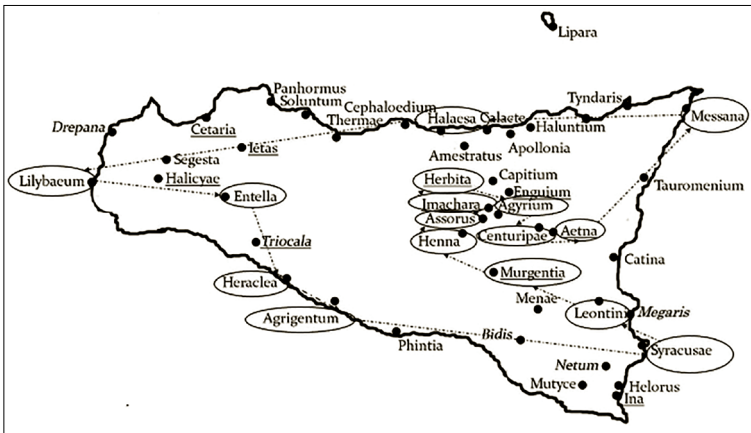 Lipara
Panhormus
Soluntum
Tyndaris
Cephaloedium
Thermae
Halaesa
Calacte
Haluntium
Messana
Drepana
Cetaria
Ietas
Amestratus
Apollonia
Segesta
Halicyae
Lilybaeum
Entella
Herbita
Capitium
Enguium
Tauromenium
Imachara
Agyrium
Assorus
Henna
Centuripae
Aetna
Triocala
Catina
Heraclea
Murgentia
Menae
Leontini
Megaris
Agrigentum
Phintia
Bidis
Syracusae
Netum
Mutyce
Helorus
Ina